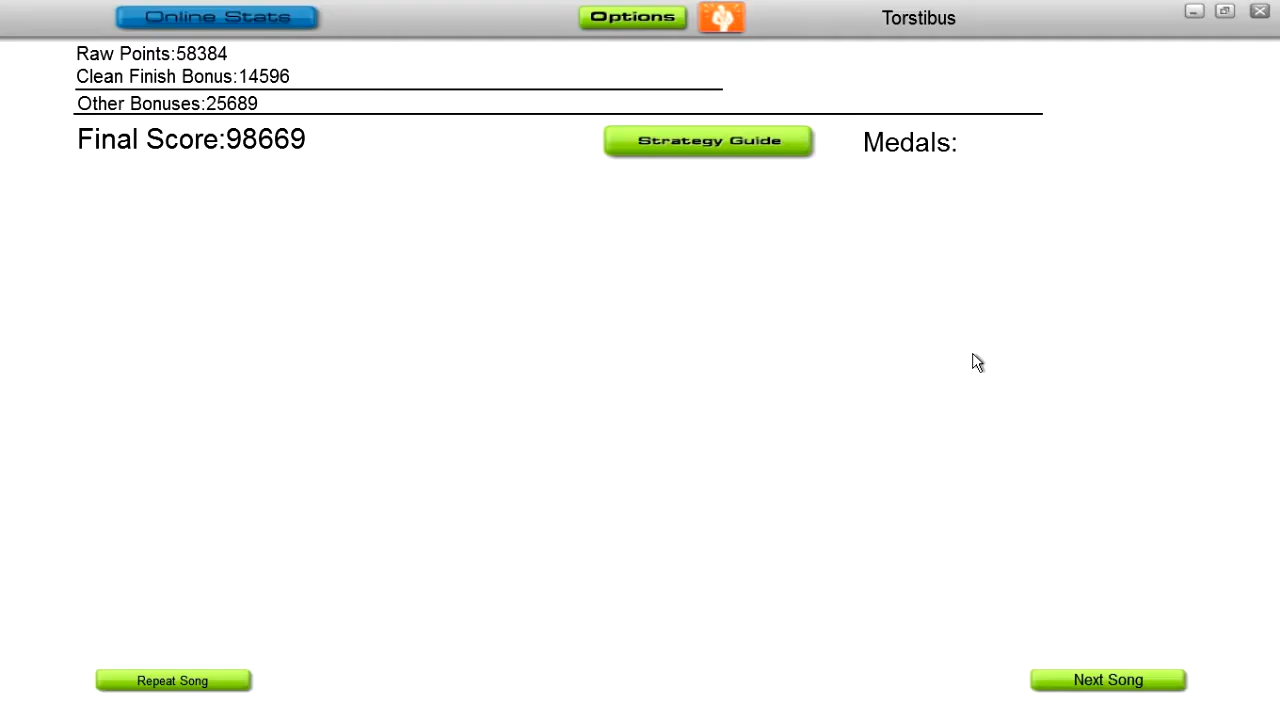 Online Stats
Options
Torstibus
Raw Points:58384
Clean Finish Bonus:14596
Other Bonuses:25689
Final Score:98669
Strategy Guide
Medals:
Repeat Song
Next Song